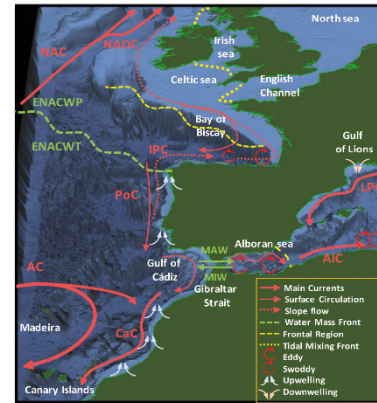 North sea
NAC
NADC
Irish
sea
Celtic sea
English
Channel
ENACWP
Bay of
Biscay
ENACWT
IPC
Gulf
of Lions
PoC
LPC
MAW
Alboran sea
AC
Gulf of
Cádiz
MIW
AlC
Gibraltar
Strait
Madeira
CaC
Canary Islands
Main Currents
Surface Circulation
Slope flow
Water Mass Front
Frontal Region
Tidal Mixing Front
Eddy
Swoddy
Upwelling
Downwelling